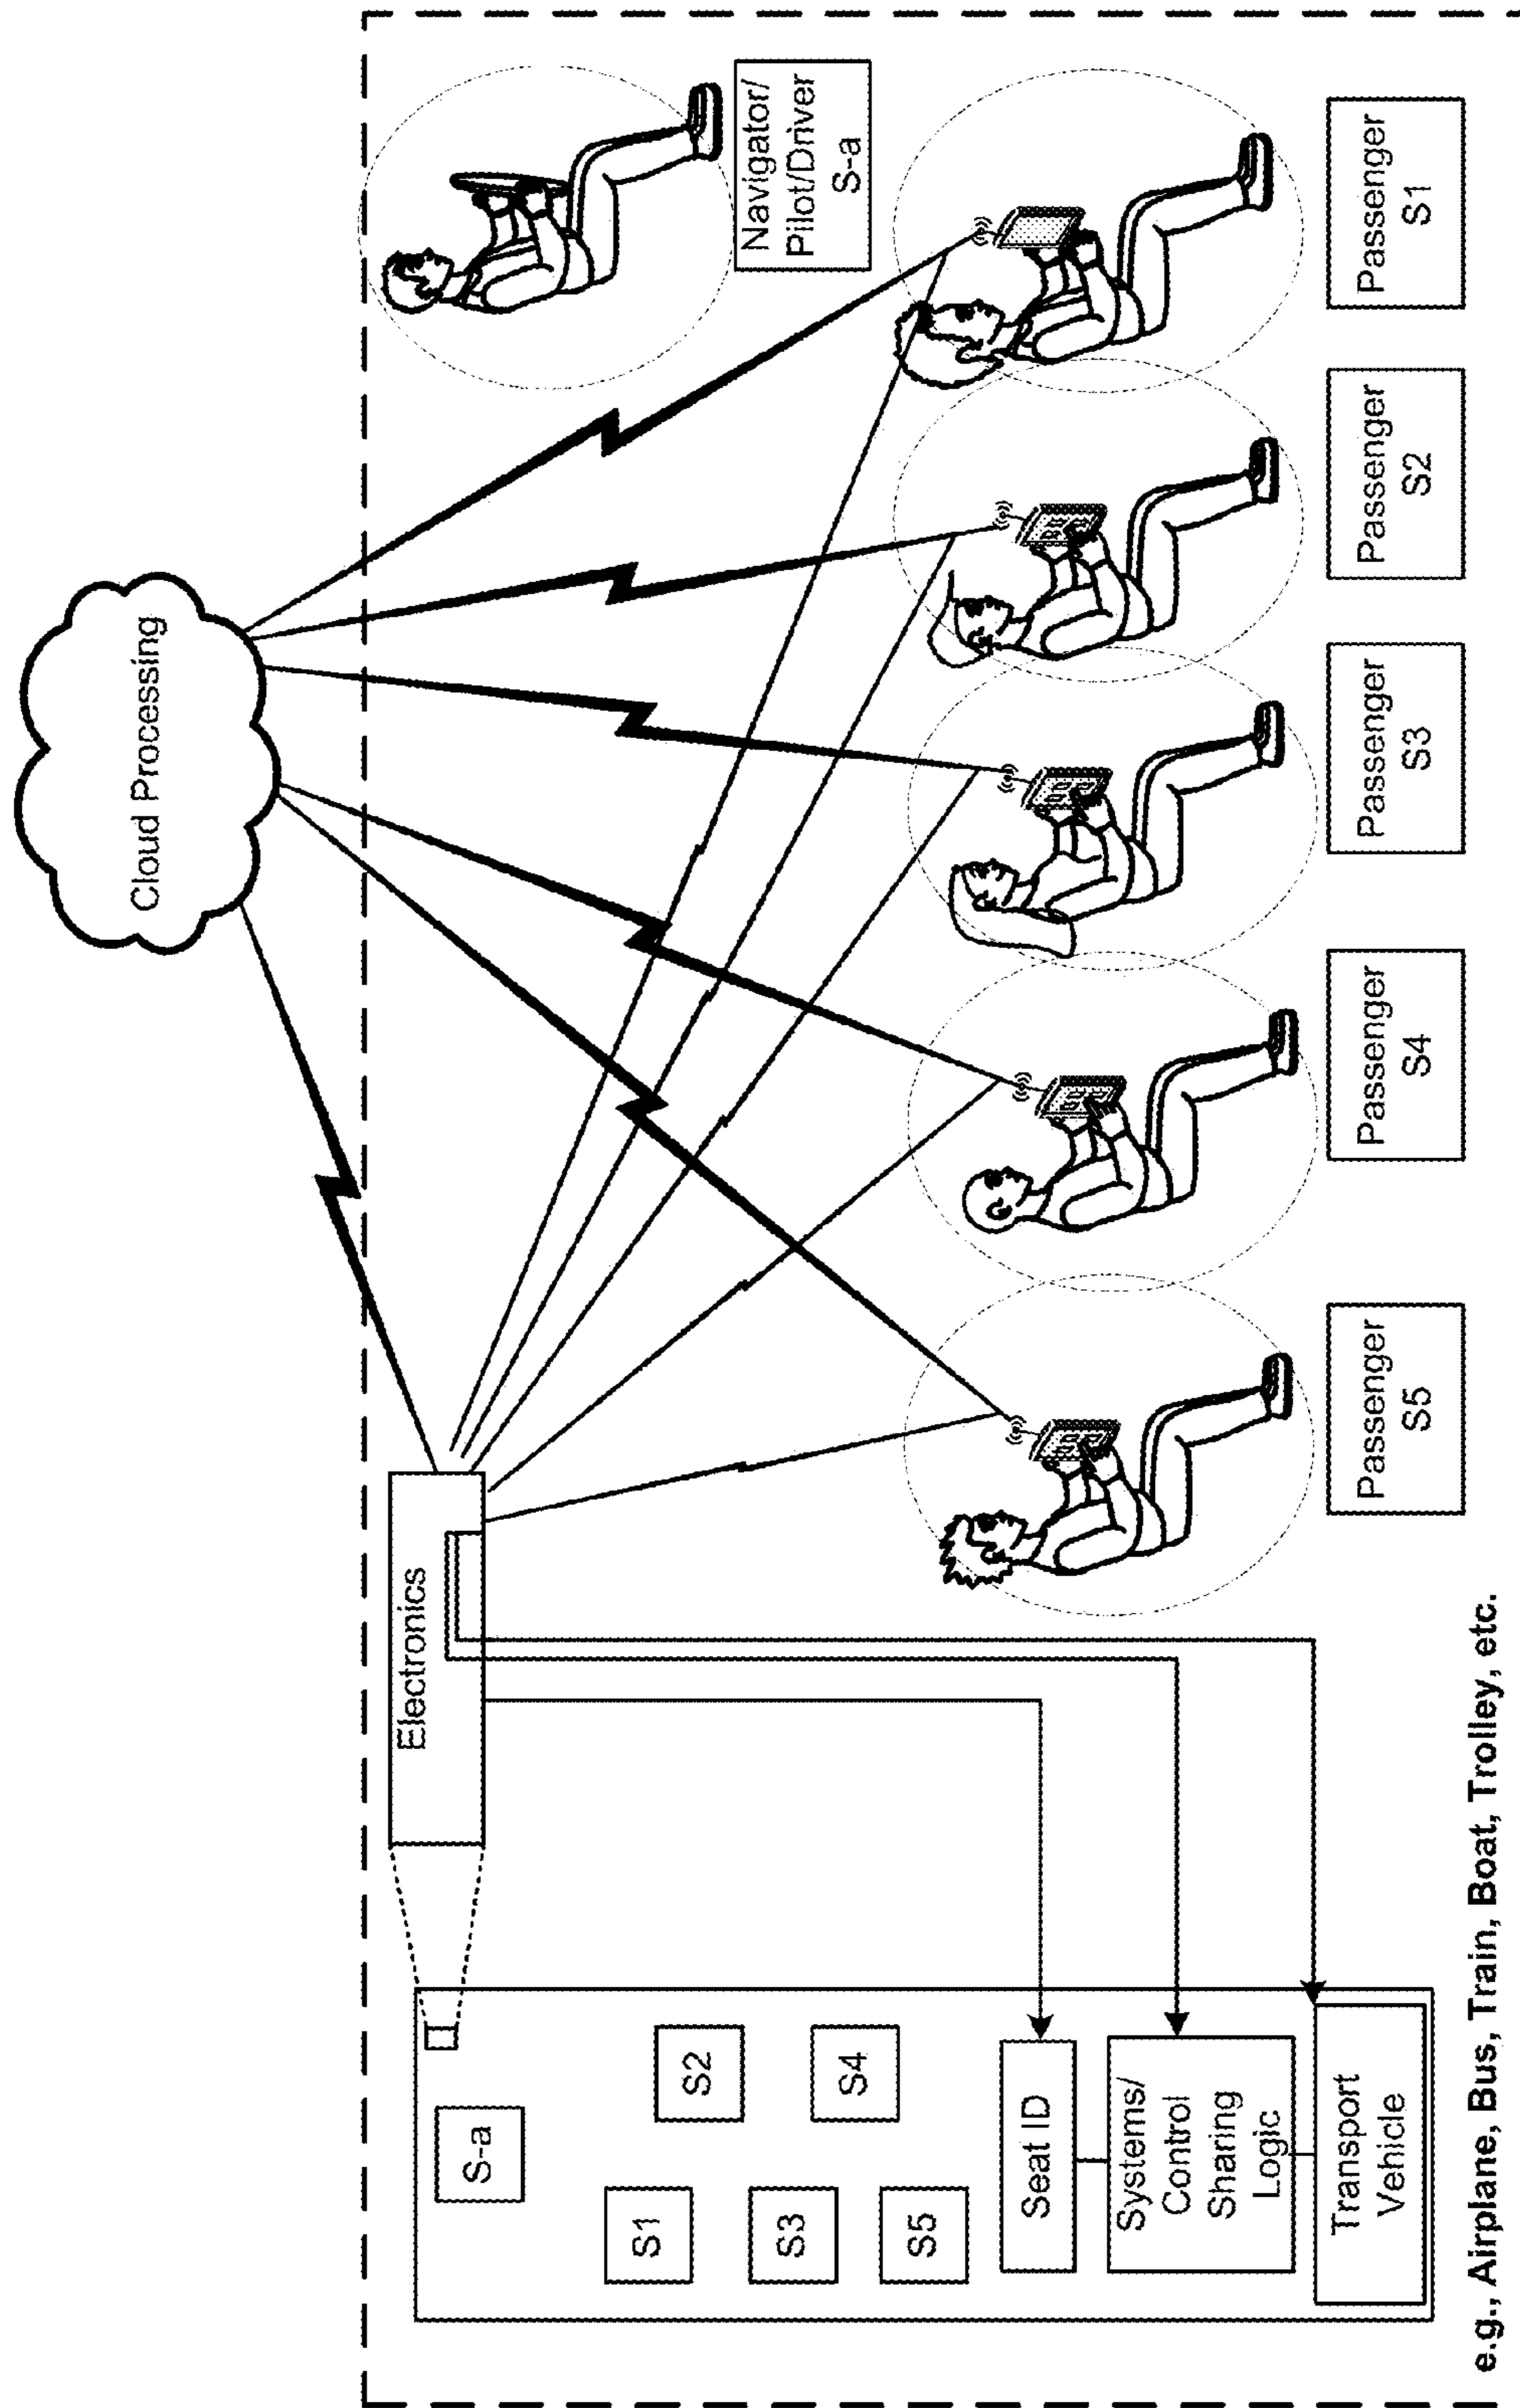 Cloud Processing
Navigator/
Pilot/Driver
S-a
Electronics
S-a
S1
S2
S3
S4
S5
Seat ID
Systems/
Control
Sharing
Logic
Transport
Vehicle
Passenger
S5
Passenger
S4
Passenger
S3
Passenger
S2
Passenger
S1
e.g., Airplane, Bus, Train, Boat, Trolley, etc.